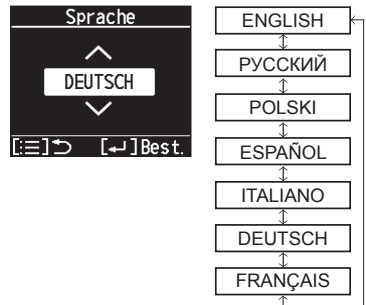 Sprache
DEUTSCH
[≔]⮌ [↵]Best.
ENGLISH
РУССКИЙ
POLSKI
ESPAÑOL
ITALIANO
DEUTSCH
FRANÇAIS